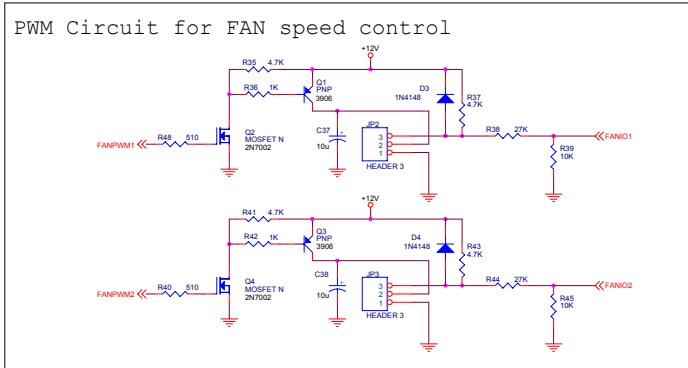 PWM Circuit for FAN speed control
+12V
R35 4.7K
R36 1K
Q1
PNP
3906
D3
1N4148
R37
4.7K
Q2
MOSFET N
2N7002
C37
+
10u
JP2
3
2
1
HEADER 3
R38 27K
FANIO1
R39
10K
FANPWM1
R48 510
+12V
R41 4.7K
R42 1K
Q3
PNP
3906
D4
1N4148
R43
4.7K
Q4
MOSFET N
2N7002
C38
+
10u
JP3
3
2
1
HEADER 3
R44 27K
FANIO2
R45
10K
FANPWM2
R40 510